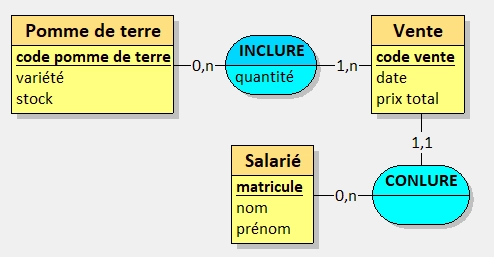 Pomme de terre
code pomme de terre
variété
stock
0,n
INCLURE
quantité
1,n
Vente
code vente
date
prix total
1,1
Salarié
matricule
nom
prénom
0,n
CONLURE